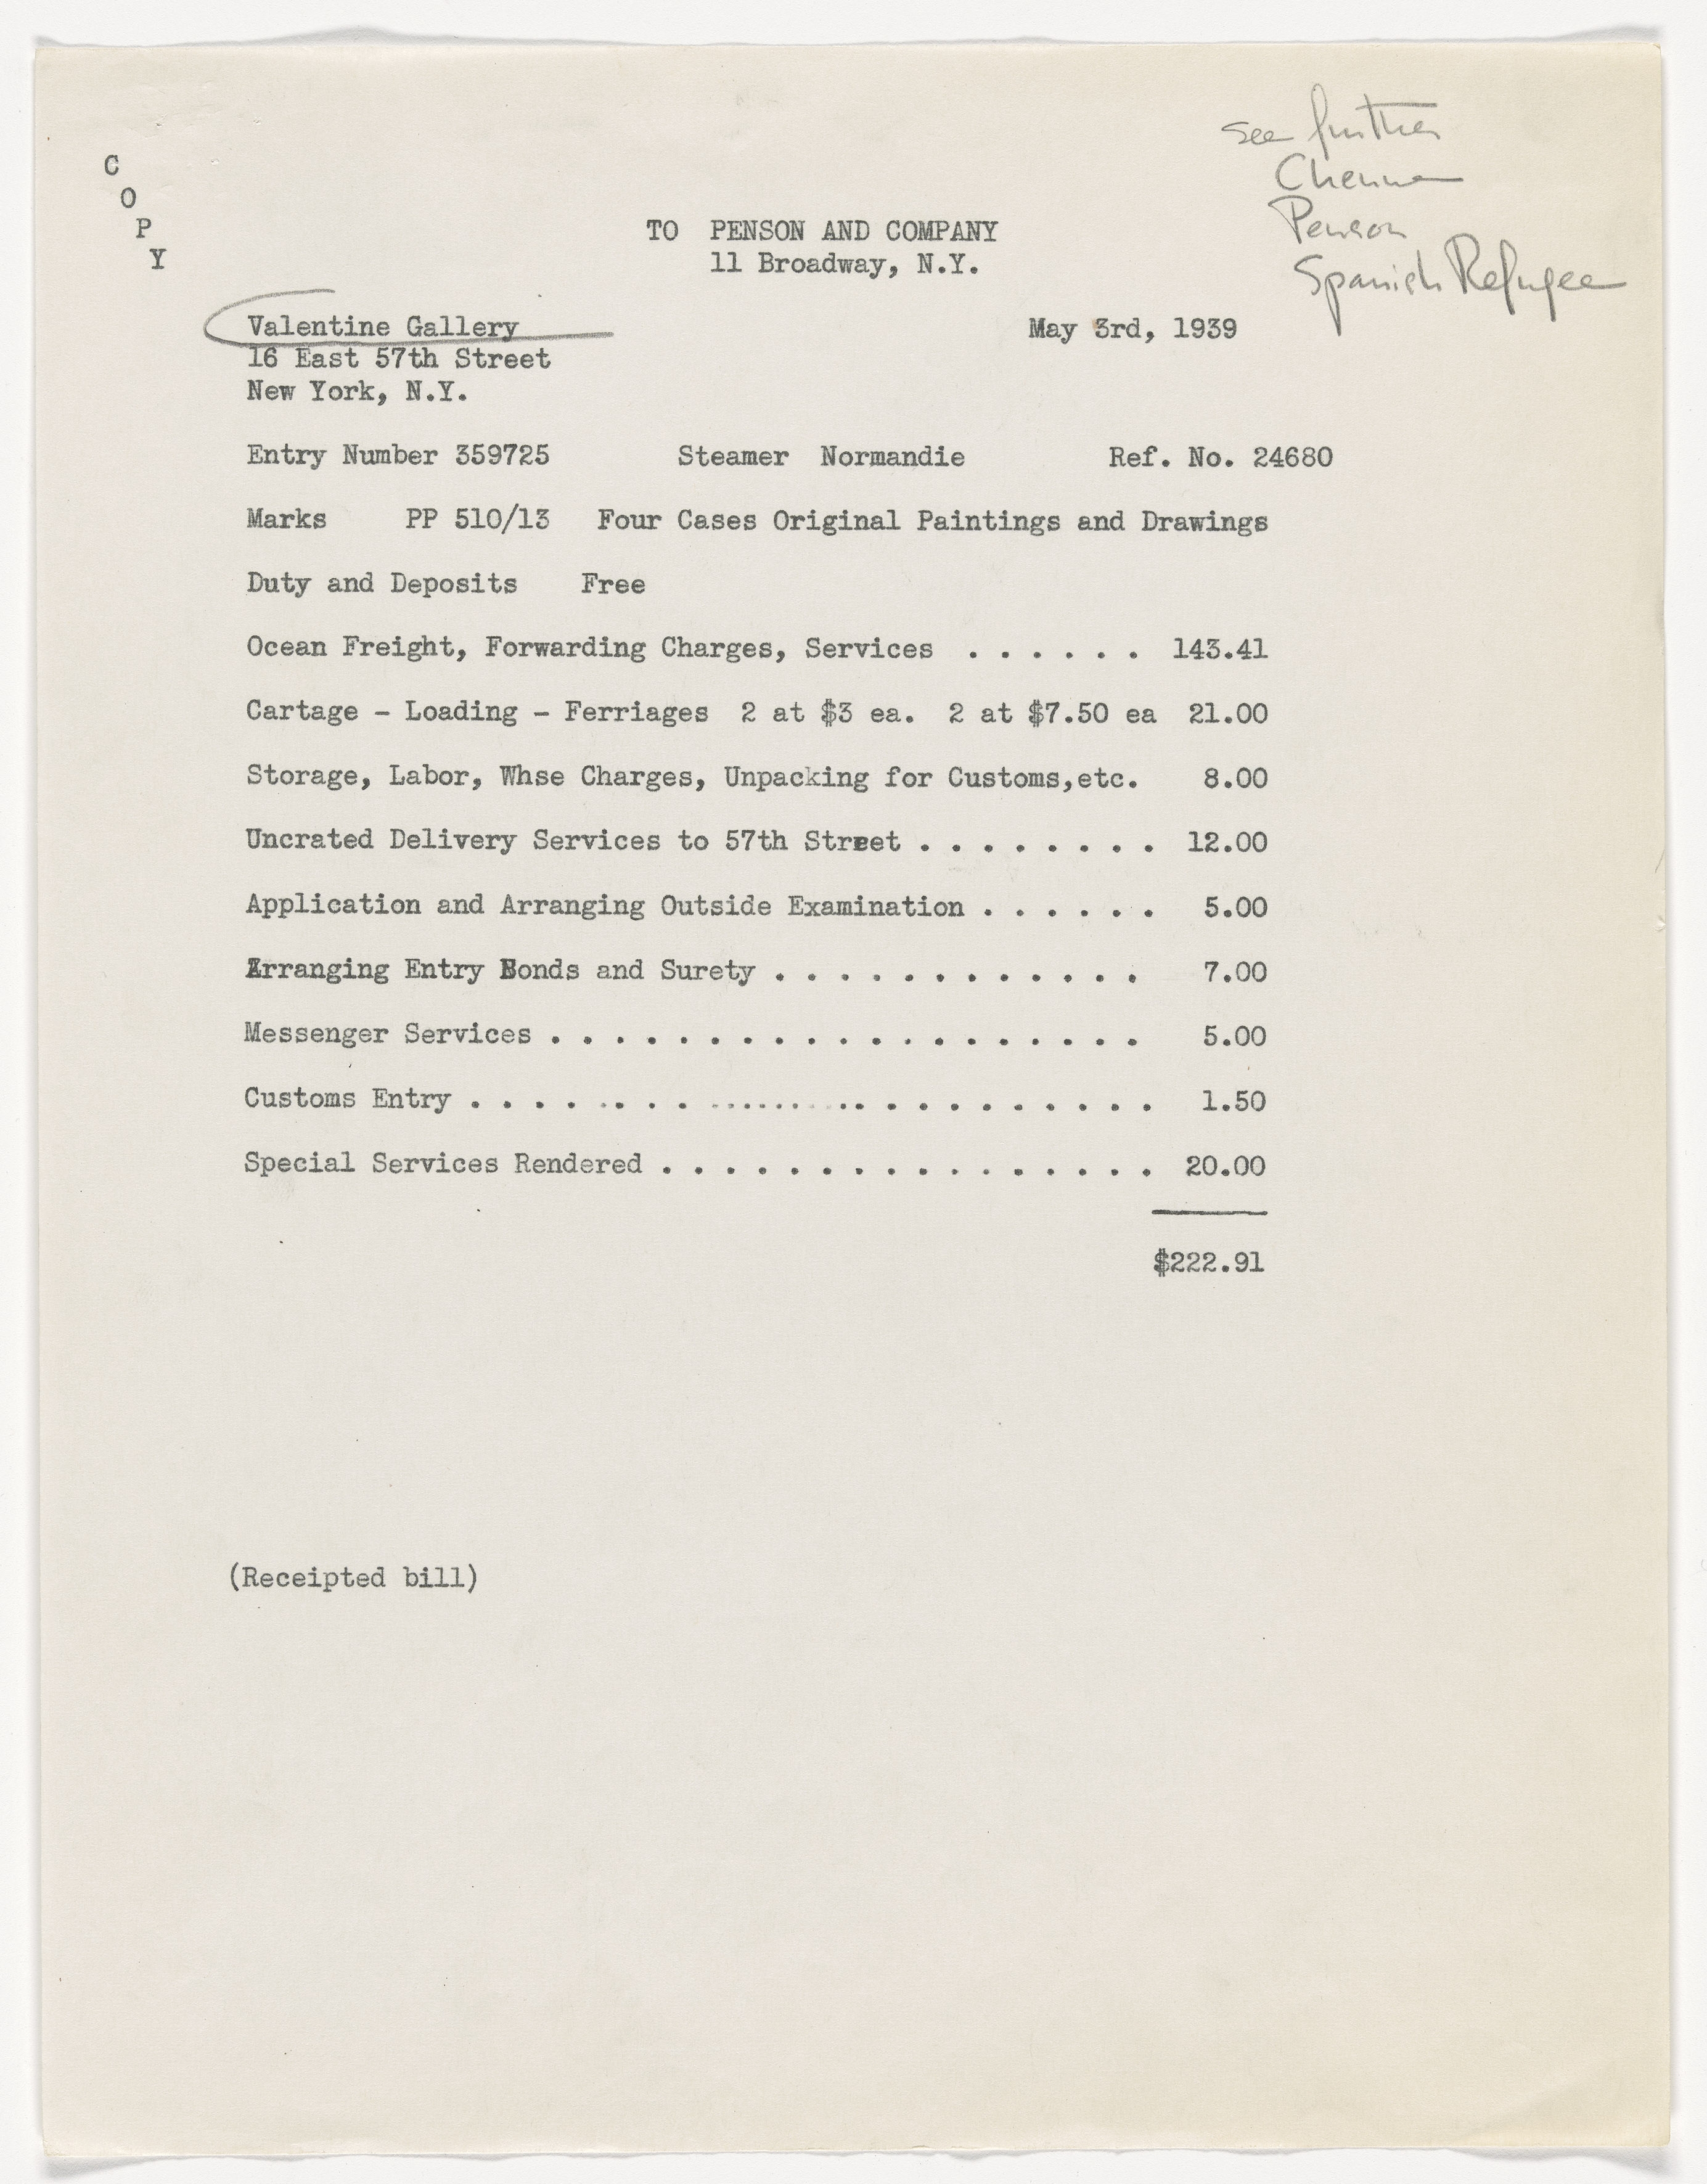 see further
Chenue
Penson
Spanish Refugee
C
O
P
Y
TO PENSON AND COMPANY
11 Broadway, N.Y.
Valentine Gallery
May 3rd, 1939
16 East 57th Street
New York, N.Y.
Entry Number 359725 Steamer Normandie Ref. No. 24680
Marks PP 510/13 Four Cases Original Paintings and Drawings
Duty and Deposits Free
Ocean Freight, Forwarding Charges, Services . . . . . . 143.41
Cartage - Loading - Ferriages 2 at $3 ea. 2 at $7.50 ea 21.00
Storage, Labor, Whse Charges, Unpacking for Customs,etc. 8.00
Uncrated Delivery Services to 57th Street . . . . . . . . 12.00
Application and Arranging Outside Examination . . . . . . 5.00
Arranging Entry Bonds and Surety . . . . . . . . . . . . 7.00
Messenger Services . . . . . . . . . . . . . . . . . . . 5.00
Customs Entry . . . . . . . . ......... . . . . . . . . . . 1.50
Special Services Rendered . . . . . . . . . . . . . . . . 20.00
$222.91
(Receipted bill)